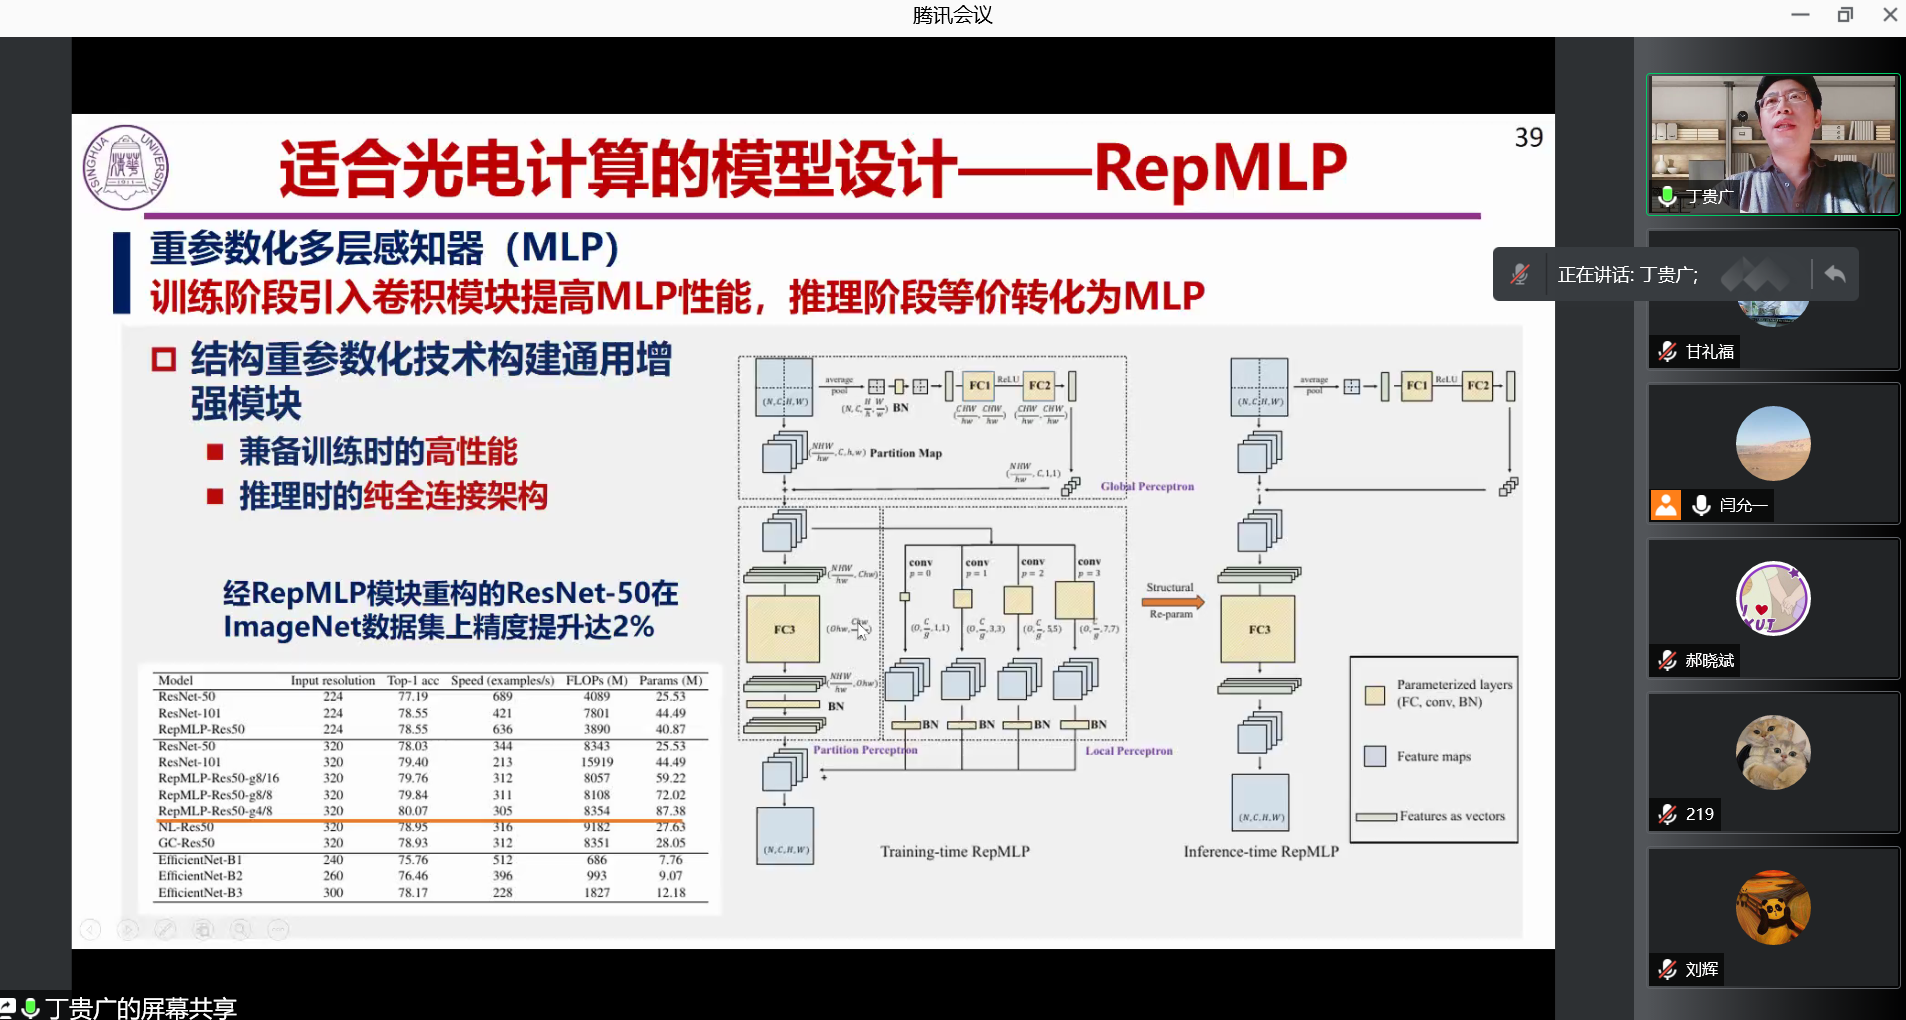 腾讯会议
39
适合光电计算的模型设计——RepMLP
重参数化多层感知器（MLP）
训练阶段引入卷积模块提高MLP性能，推理阶段等价转化为MLP
结构重参数化技术构建通用增
强模块
兼备训练时的高性能
推理时的纯全连接架构
经RepMLP模块重构的ResNet-50在
ImageNet数据集上精度提升达2%
Model Input resolution Top-1 acc Speed (examples/s) FLOPs (M) Params (M)
ResNet-50 224 77.19 689 4089 25.53
ResNet-101 224 78.55 421 7801 44.49
RepMLP-Res50 224 78.55 636 3890 40.87
ResNet-50 320 78.03 344 8343 25.53
ResNet-101 320 79.40 213 15919 44.49
RepMLP-Res50-g8/16 320 79.76 312 8057 59.22
RepMLP-Res50-g8/8 320 79.84 311 8108 72.02
RepMLP-Res50-g4/8 320 80.07 305 8354 87.38
NL-Res50 320 78.95 316 9182 27.63
GC-Res50 320 78.93 312 8351 28.05
EfficientNet-B1 240 75.76 512 686 7.76
EfficientNet-B2 260 76.46 396 993 9.07
EfficientNet-B3 300 78.17 228 1827 12.18
(N,C,H,W)
average
pool
BN
FC1
ReLU
FC2
Partition Map
Global Perceptron
FC3
conv
p = 0
conv
p = 1
conv
p = 2
conv
p = 3
BN
BN
BN
BN
BN
Partition Perceptron
Local Perceptron
+
(N,C,H,W)
Training-time RepMLP
Structural
Re-param
(N,C,H,W)
average
pool
FC1
ReLU
FC2
FC3
(N,C,H,W)
Inference-time RepMLP
Parameterized layers
(FC, conv, BN)
Feature maps
Features as vectors
丁贵广
正在讲话: 丁贵广;
甘礼福
闫允一
郝晓斌
219
刘辉
丁贵广的屏幕共享